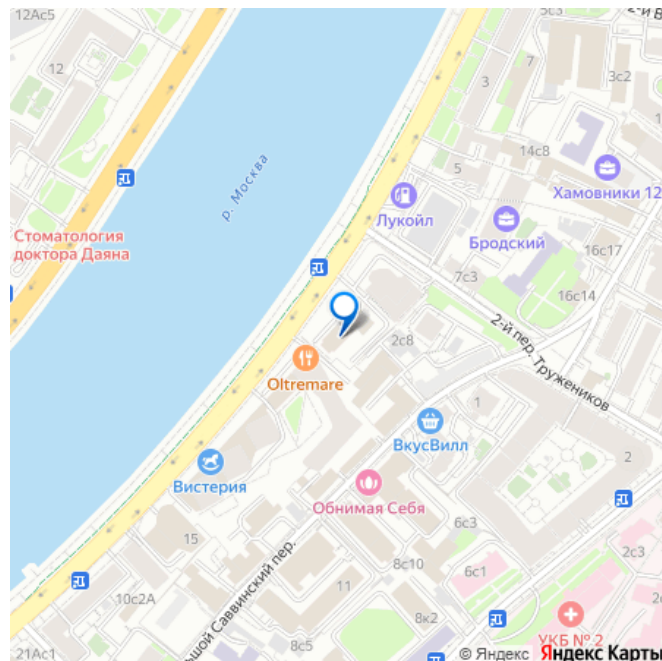 12Ас5
2-й В
12
3
7
3с2
14с8
р. Москва
5
Хамовники 12
Лукойл
Бродский
Стоматология
доктора Даяна
16с17
7с3
16с14
2-й пер. Тружеников
2с8
Oltremare
1
ВкусВилл
2
Вистерия
Обнимая Себя
6с3
2с3
15
8с10
6с1
11
10с2А
шой Саввинский пер.
8к2
УКБ № 2
8с5
21Ас1
© Яндекс Яндекс Карты